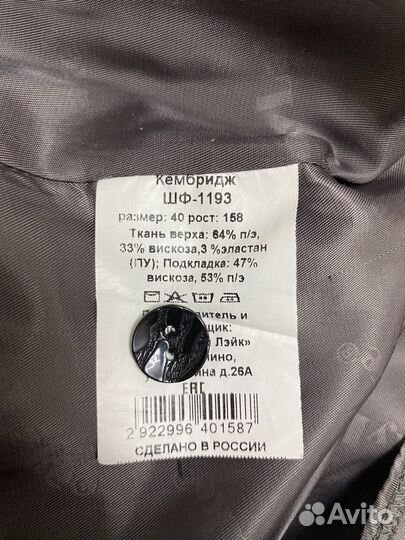 Кембридж
ШФ-1193
размер: 40 рост: 158
Ткань верха: 64% п/э,
33% вискоза,3 %эластан
(ПУ); Подкладка: 47%
вискоза, 53% п/э
и
Лэйк»
д.26А
ЕАС
2 922996 401587
СДЕЛАНО В РОССИИ
Avito